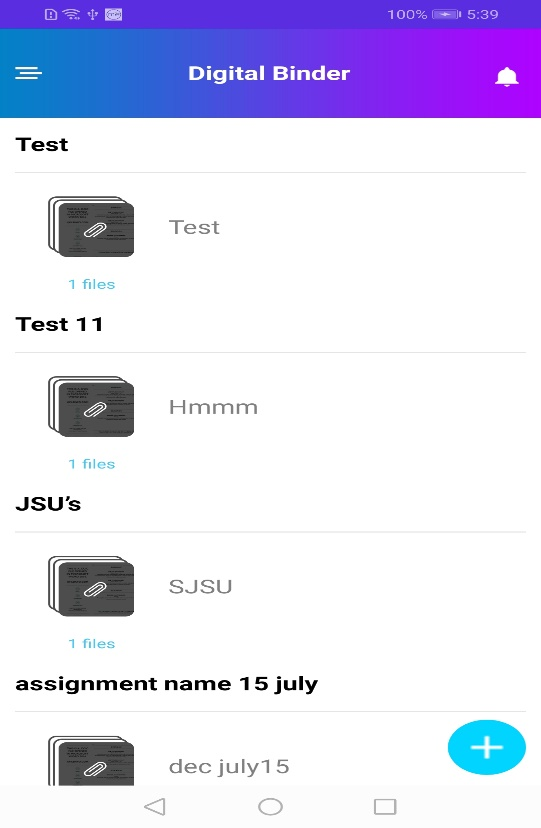 100% 5:39
Digital Binder
Test
Test
1 files
Test 11
Hmmm
1 files
JSU’s
SJSU
1 files
assignment name 15 july
dec july15